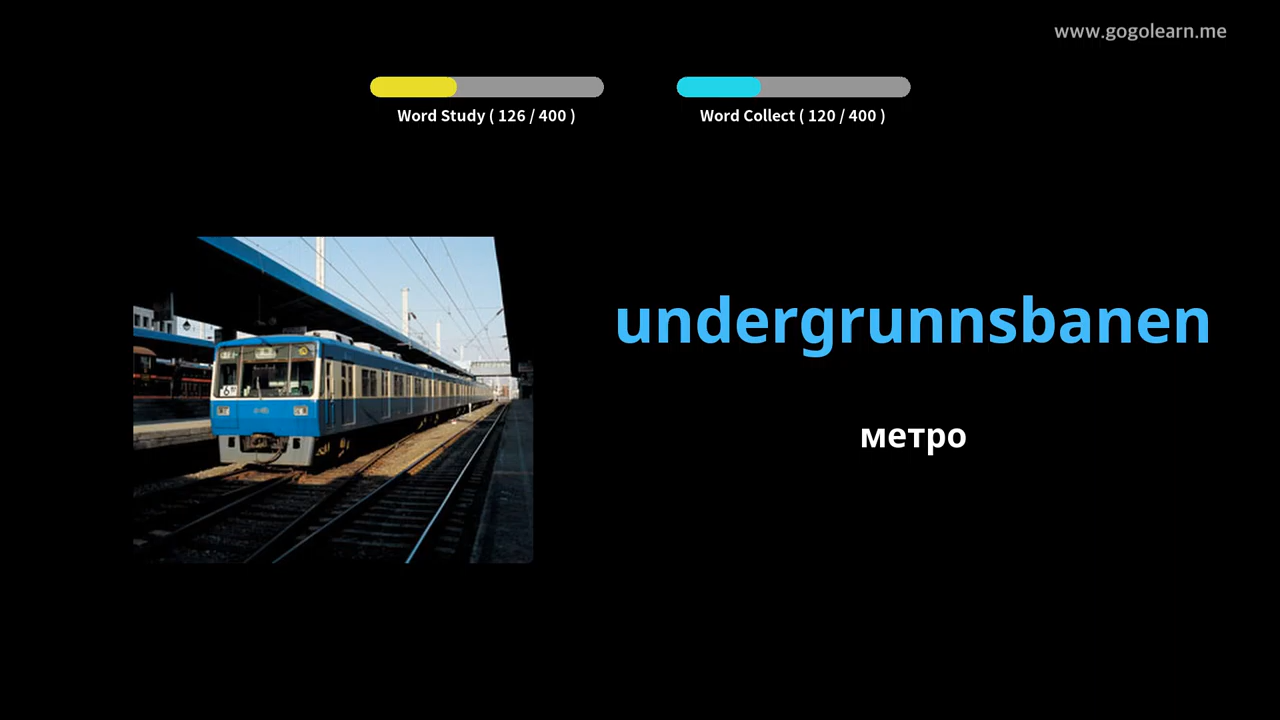 www.gogolearn.me
Word Study ( 126 / 400 )
Word Collect ( 120 / 400 )
undergrunnsbanen
метро